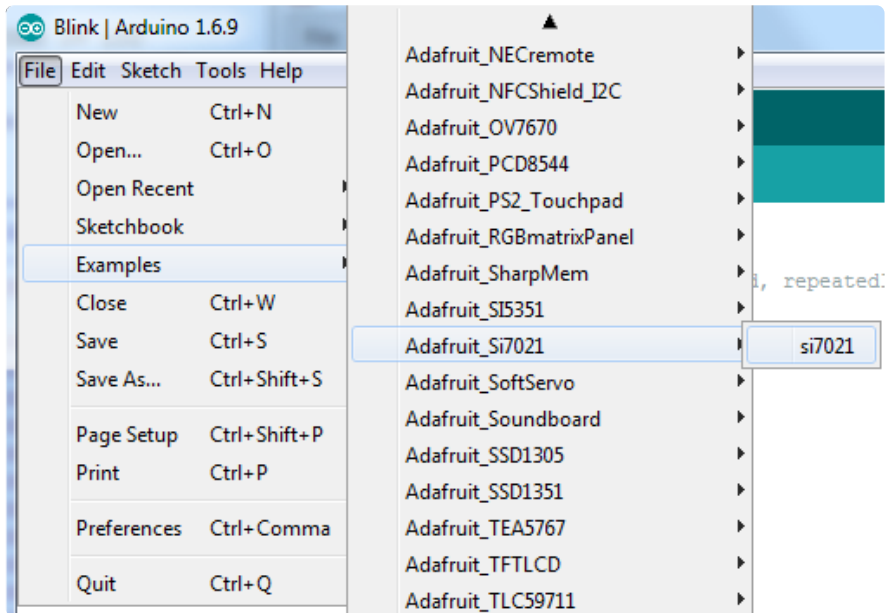 Blink | Arduino 1.6.9
File Edit Sketch Tools Help
New Ctrl+N
Open... Ctrl+O
Open Recent
Sketchbook
Examples
Close Ctrl+W
Save Ctrl+S
Save As... Ctrl+Shift+S
Page Setup Ctrl+Shift+P
Print Ctrl+P
Preferences Ctrl+Comma
Quit Ctrl+Q
Adafruit_NECremote
Adafruit_NFCShield_I2C
Adafruit_OV7670
Adafruit_PCD8544
Adafruit_PS2_Touchpad
Adafruit_RGBmatrixPanel
Adafruit_SharpMem
Adafruit_SI5351
Adafruit_Si7021
Adafruit_SoftServo
Adafruit_Soundboard
Adafruit_SSD1305
Adafruit_SSD1351
Adafruit_TEA5767
Adafruit_TFTLCD
Adafruit_TLC59711
si7021